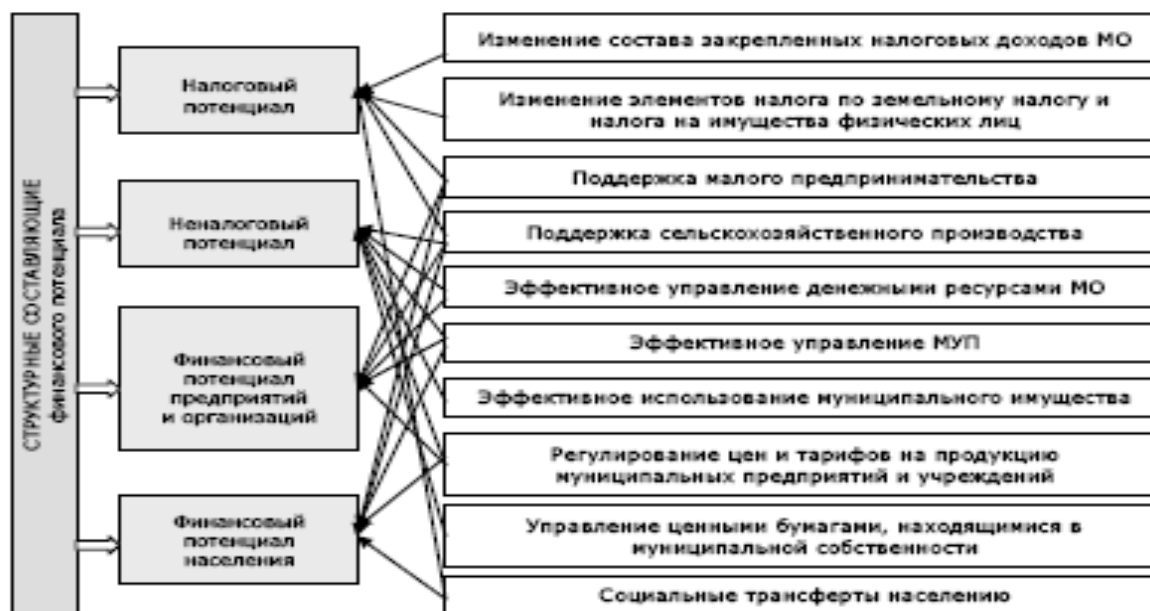 СТРУКТУРНЫЕ СОСТАВЛЯЮЩИЕ
финансового потенциала
Налоговый
потенциал
Неналоговый
потенциал
Финансовый
потенциал
предприятий
и организаций
Финансовый
потенциал
населения
Изменение состава закрепленных налоговых доходов МО
Изменение элементов налога по земельному налогу и
налога на имущества физических лиц
Поддержка малого предпринимательства
Поддержка сельскохозяйственного производства
Эффективное управление денежными ресурсами МО
Эффективное управление МУП
Эффективное использование муниципального имущества
Регулирование цен и тарифов на продукцию
муниципальных предприятий и учреждений
Управление ценными бумагами, находящимися в
муниципальной собственности
Социальные трансферты населению